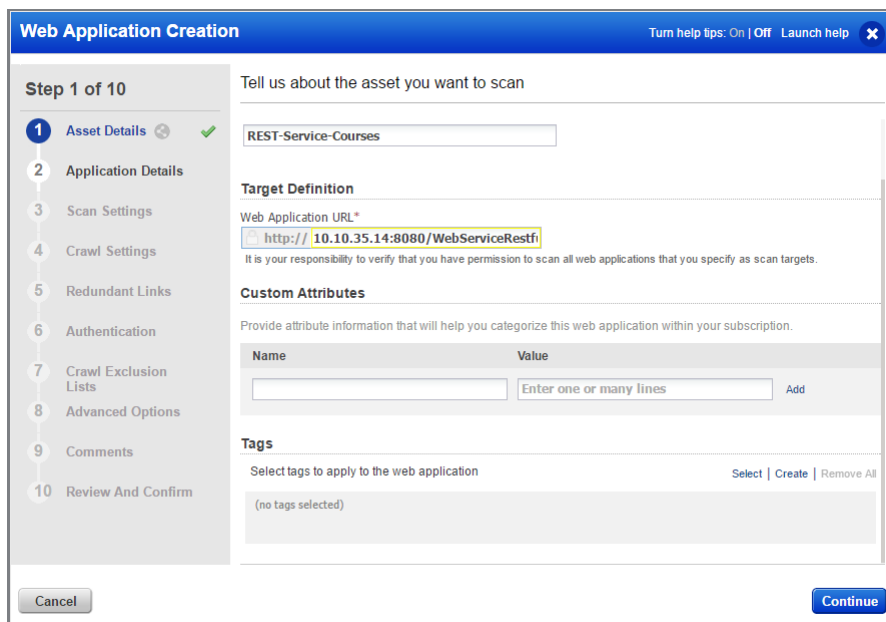 Web Application Creation
Turn help tips: On | Off Launch help
Step 1 of 10
1 Asset Details
2 Application Details
3 Scan Settings
4 Crawl Settings
5 Redundant Links
6 Authentication
7 Crawl Exclusion
Lists
8 Advanced Options
9 Comments
10 Review And Confirm
Tell us about the asset you want to scan
REST-Service-Courses
Target Definition
Web Application URL*
http:// 10.10.35.14:8080/WebServiceRestf
It is your responsibility to verify that you have permission to scan all web applications that you specify as scan targets.
Custom Attributes
Provide attribute information that will help you categorize this web application within your subscription.
Name Value
Enter one or many lines Add
Tags
Select tags to apply to the web application
Select | Create | Remove All
(no tags selected)
Cancel
Continue